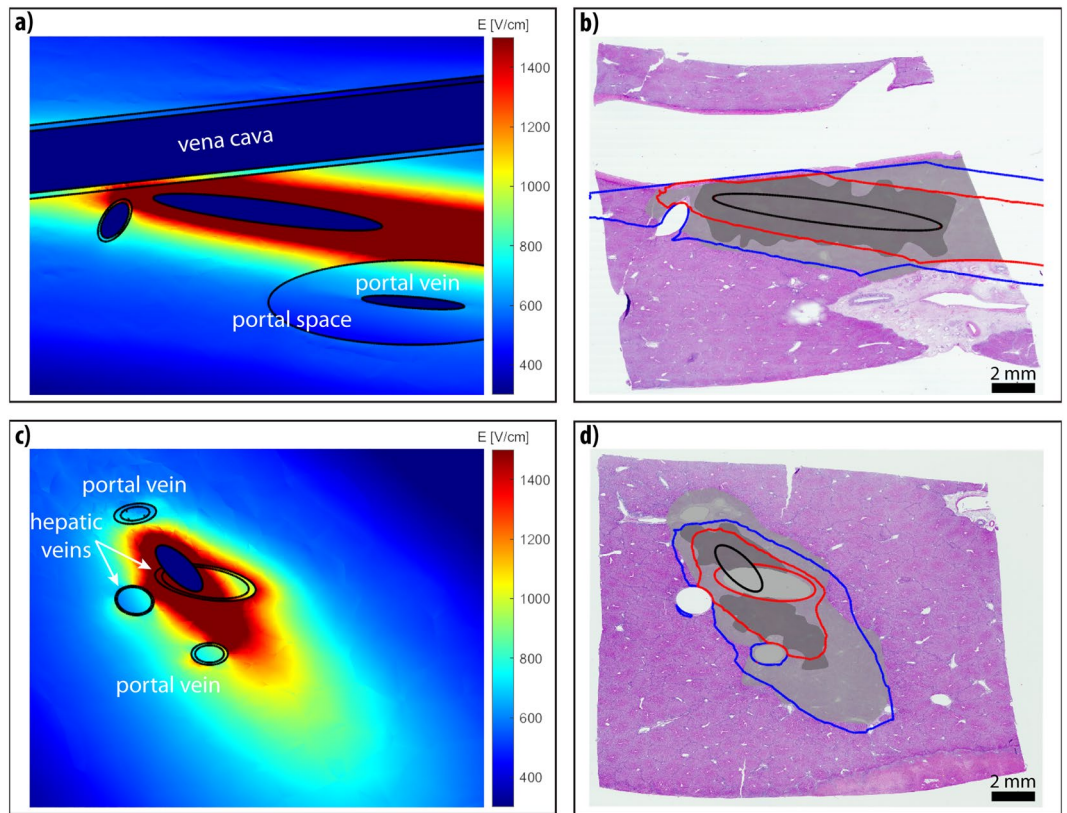 a)
E [V/cm]
1400
1200
1000
800
600
400
vena cava
portal vein
portal space
b)
2 mm
c)
E [V/cm]
1400
1200
1000
800
600
400
portal vein
hepatic
veins
portal vein
d)
2 mm